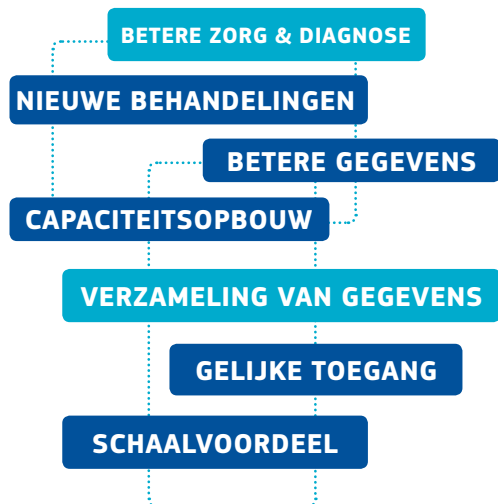 BETERE ZORG & DIAGNOSE
NIEUWE BEHANDELINGEN
BETERE GEGEVENS
CAPACITEITSOPBOUW
VERZAMELING VAN GEGEVENS
GELIJKE TOEGANG
SCHAALVOORDEEL